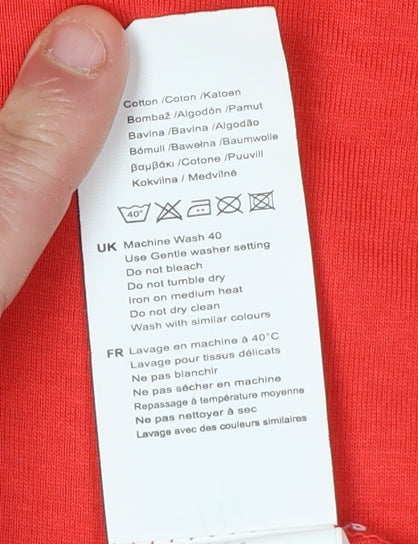 Cotton /Coton /Katoen
Bombaž /Algodón /Pamut
Bavina /Bavlna /Algodão
Bómull /Bawełna /Baumwolle
βαμβάκι /Cotone /Puuvill
Kokvilna / Medvilnė
40°
UK Machine Wash 40
Use Gentle washer setting
Do not bleach
Do not tumble dry
Iron on medium heat
Do not dry clean
Wash with similar colours
FR Lavage en machine à 40°C
Lavage pour tissus délicats
Ne pas blanchir
Ne pas sécher en machine
Repassage à température moyenne
Ne pas nettoyer à sec
Lavage avec des couleurs similaires